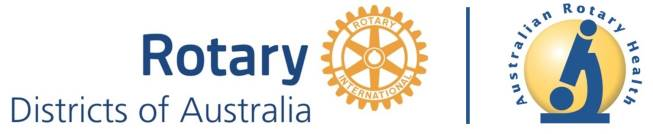 Rotary
Districts of Australia
ROTARY
INTERNATIONAL
Australian Rotary Health